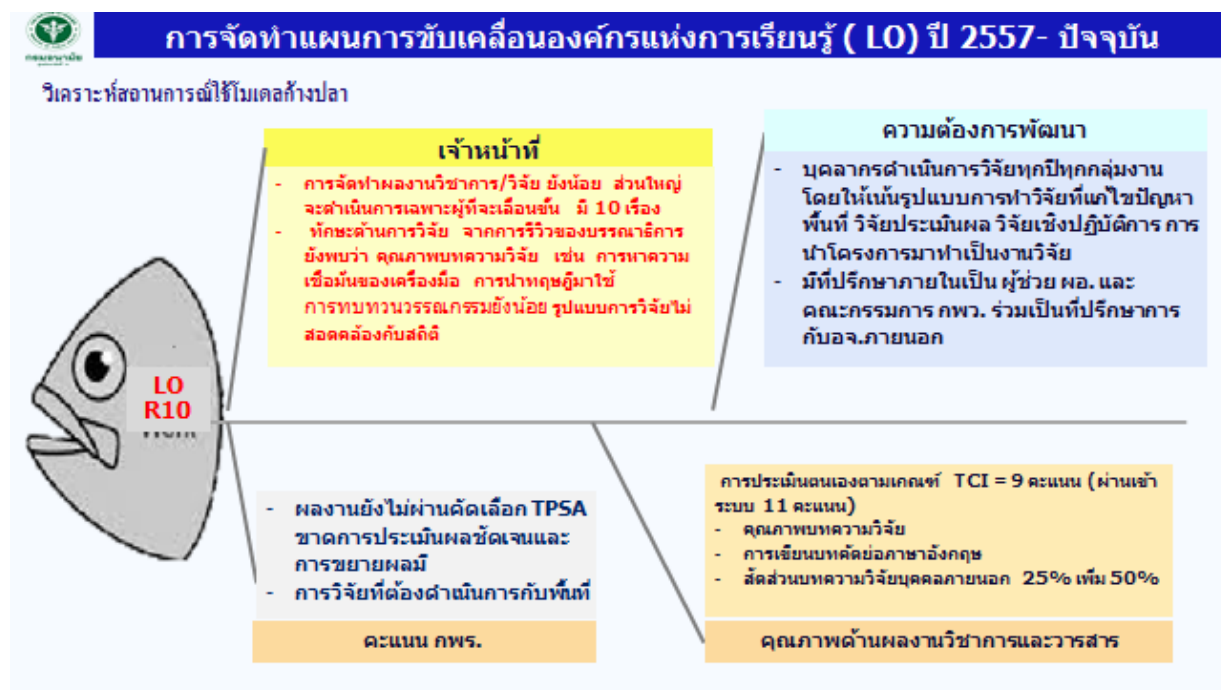 การจัดทำแผนการขับเคลื่อนองค์กรแห่งการเรียนรู้ ( LO) ปี 2557- ปัจจุบัน
กรมอนามัย
วิเคราะห์สถานการณ์ใช้โมเดลก้างปลา
เจ้าหน้าที่
- การจัดทำผลงานวิชาการ/วิจัย ยังน้อย ส่วนใหญ่
จะดำเนินการเฉพาะผู้ที่จะเลื่อนขั้น มี 10 เรื่อง
- ทักษะด้านการวิจัย จากการรีวิวของบรรณาธิการ
ยังพบว่า คุณภาพบทความวิจัย เช่น การหาความ
เชื่อมั่นของเครื่องมือ การนำทฤษฎีมาใช้
การทบทวนวรรณกรรมยังน้อย รูปแบบการวิจัยไม่
สอดคล้องกับสถิติ
ความต้องการพัฒนา
- บุคลากรดำเนินการวิจัยทุกปีทุกกลุ่มงาน
โดยให้เน้นรูปแบบการทำวิจัยที่แก้ไขปัญหา
พื้นที่ วิจัยประเมินผล วิจัยเชิงปฏิบัติการ การ
นำโครงการมาทำเป็นงานวิจัย
- มีที่ปรึกษาภายในเป็น ผู้ช่วย ผอ. และ
คณะกรรมการ กพว. ร่วมเป็นที่ปรึกษาการ
กับอจ.ภายนอก
LO
R10
- ผลงานยังไม่ผ่านคัดเลือก TPSA
ขาดการประเมินผลชัดเจนและ
การขยายผลมี
- การวิจัยที่ต้องดำเนินการกับพื้นที่
คะแนน กพร.
การประเมินตนเองตามเกณฑ์ TCI = 9 คะแนน (ผ่านเข้า
ระบบ 11 คะแนน)
- คุณภาพบทความวิจัย
- การเขียนบทคัดย่อภาษาอังกฤษ
- สัดส่วนบทความวิจัยบุคคลภายนอก 25% เพิ่ม 50%
คุณภาพด้านผลงานวิชาการและวารสาร